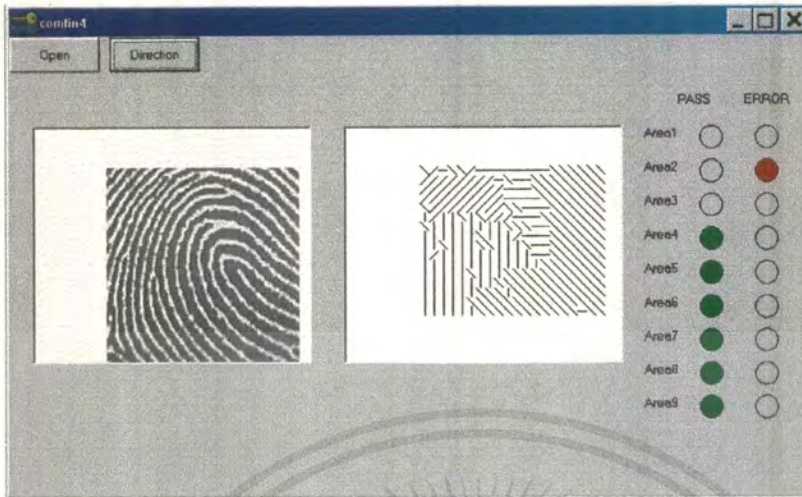 comfin4
Open Direction
PASS ERROR
Area1
Area2
Area3
Area4
Area5
Area6
Area7
Area8
Area9